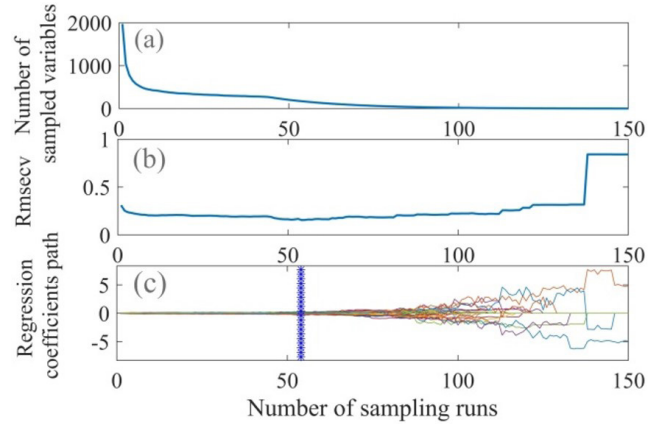 Number of
sampled variables
2000
1000
0
(a)
0
50
100
150
Rmsecv
1
0.5
0
(b)
0
50
100
150
Regression
coefficients path
5
0
-5
(c)
0
50
100
150
Number of sampling runs